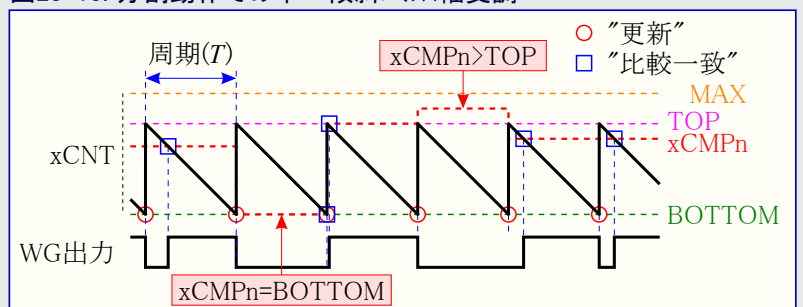 周期(T)
xCMPn>TOP
○ "更新"
□ "比較一致"
MAX
TOP
xCMPn
xCNT
BOTTOM
WG出力
xCMPn=BOTTOM